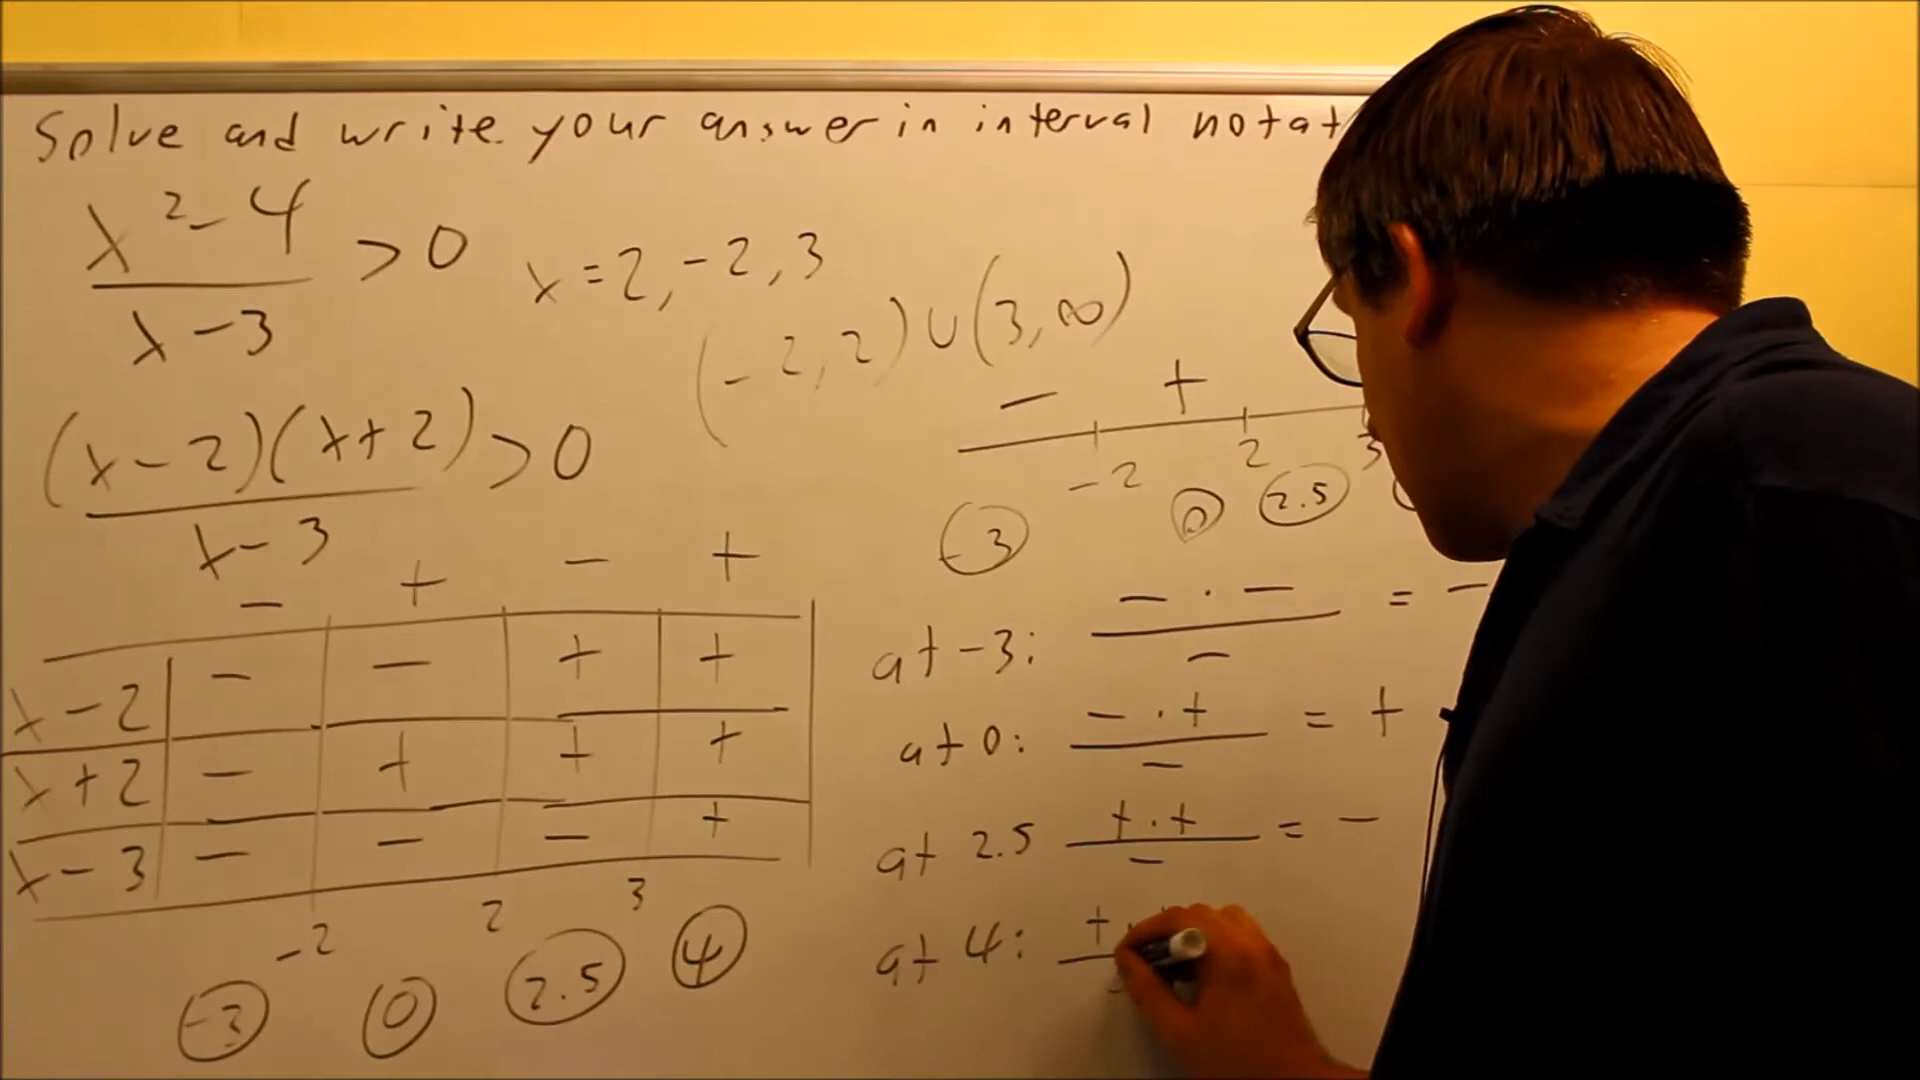 Solve and write your answer in interval notat
x² - 4
> 0
x - 3
x = 2, -2, 3
(-2, 2) ∪ (3, ∞)
(x - 2)(x + 2) > 0
x - 3
- +
-2 2 3
-3 0 2.5
- + - +
x - 2 - - + +
x + 2 - + + +
x - 3 - - - +
-2 2 3
-3 0 2.5 4
at -3: - · - = -
-
at 0: - · + = +
-
at 2.5 + · + = -
-
at 4: +